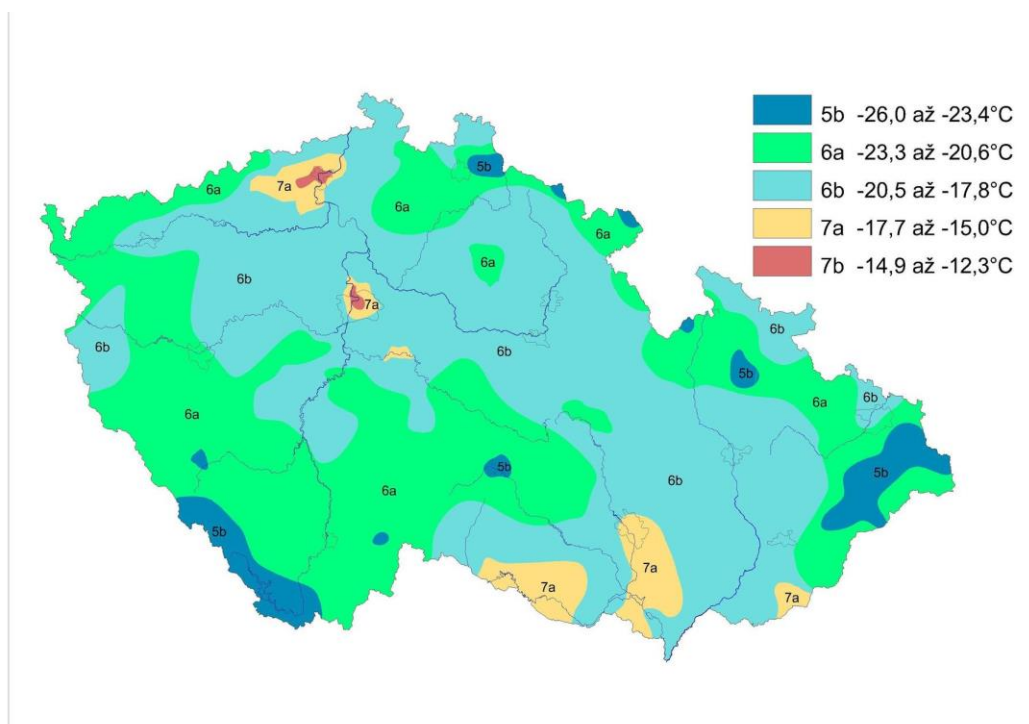 5b -26,0 až -23,4°C
6a -23,3 až -20,6°C
6b -20,5 až -17,8°C
7a -17,7 až -15,0°C
7b -14,9 až -12,3°C
5b
6a
7a
6a
6a
6a
6b
7a
6b
6b
6b
5b
6a
6b
6a
5b
5b
6a
6b
5b
7a
7a
7a